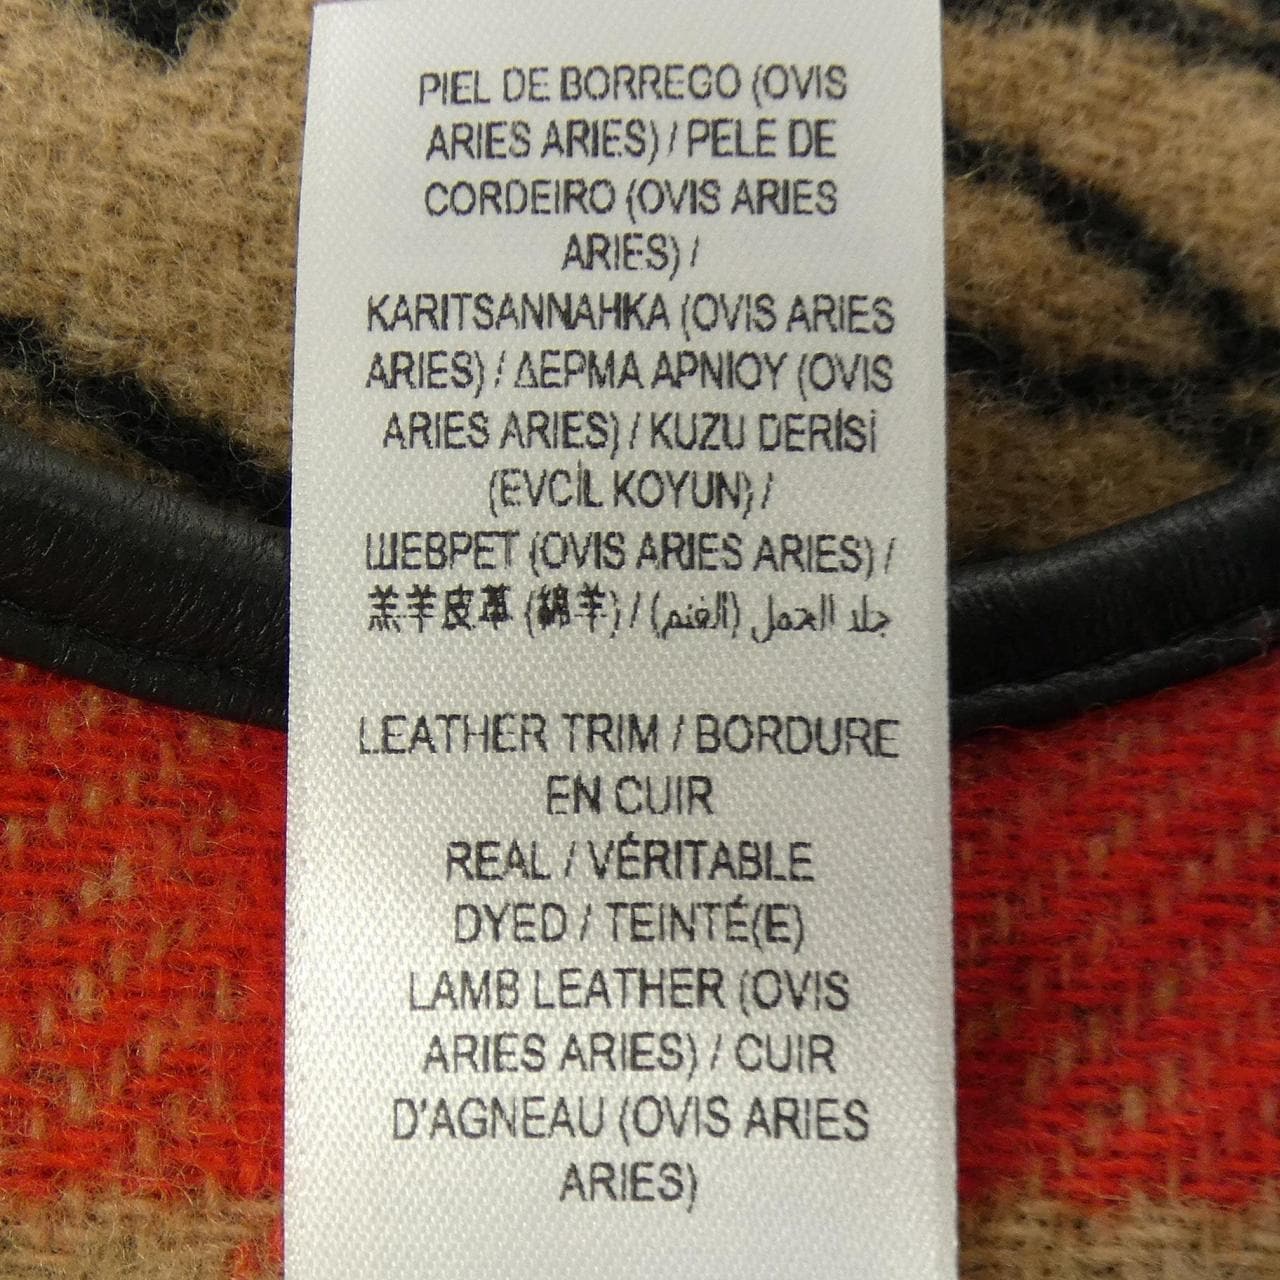 PIEL DE BORREGO (OVIS
ARIES ARIES) / PELE DE
CORDEIRO (OVIS ARIES
ARIES) /
KARITSANNAHKA (OVIS ARIES
ARIES) / ΔΕΡΜΑ ΑΡΝΙΟΥ (OVIS
ARIES ARIES) / KUZU DERİSİ
(EVCİL KOYUN) /
ШЕВРЕТ (OVIS ARIES ARIES) /
羔羊皮革 (綿羊) / جلد الحمل (الغنم)
LEATHER TRIM / BORDURE
EN CUIR
REAL / VÉRITABLE
DYED / TEINTÉ(E)
LAMB LEATHER (OVIS
ARIES ARIES) / CUIR
D'AGNEAU (OVIS ARIES
ARIES)